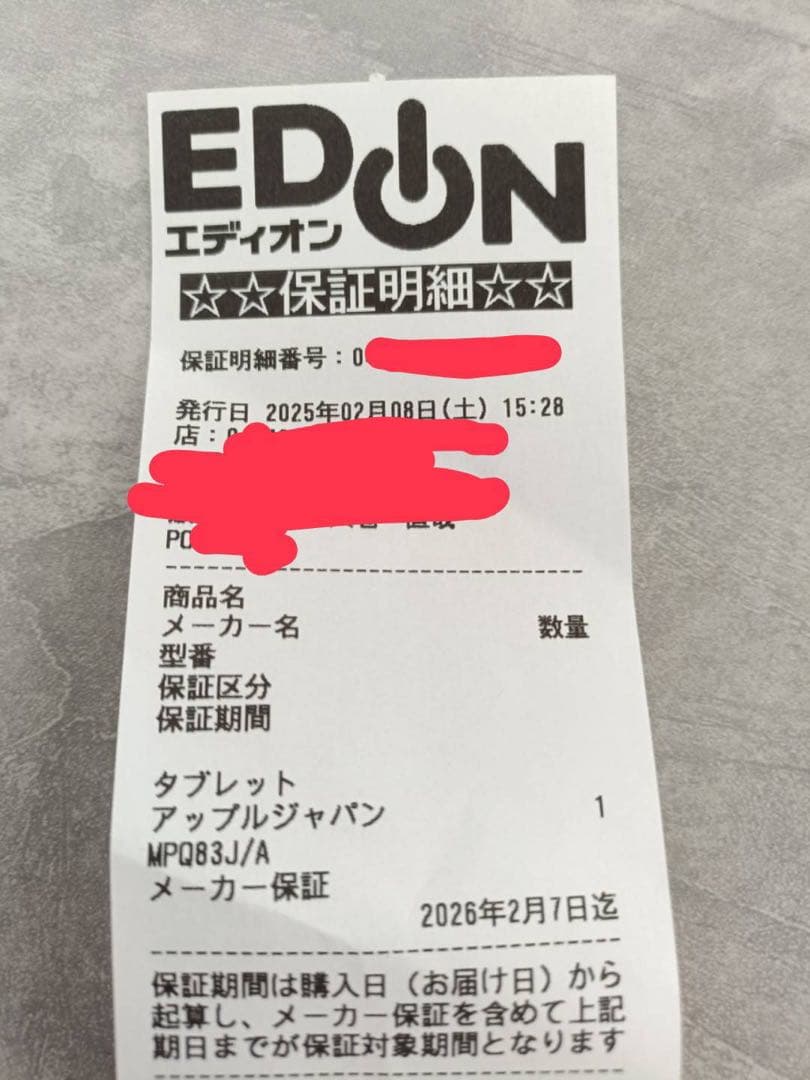 EDION
エディオン
☆☆保証明細☆☆
保証明細番号：0
発行日 2025年02月08日(土) 15:28
店：
PO
商品名
メーカー名 数量
型番
保証区分
保証期間
タブレット
アップルジャパン 1
MPQ83J/A
メーカー保証
2026年2月7日迄
保証期間は購入日（お届け日）から
起算し、メーカー保証を含めて上記
期日までが保証対象期間となります